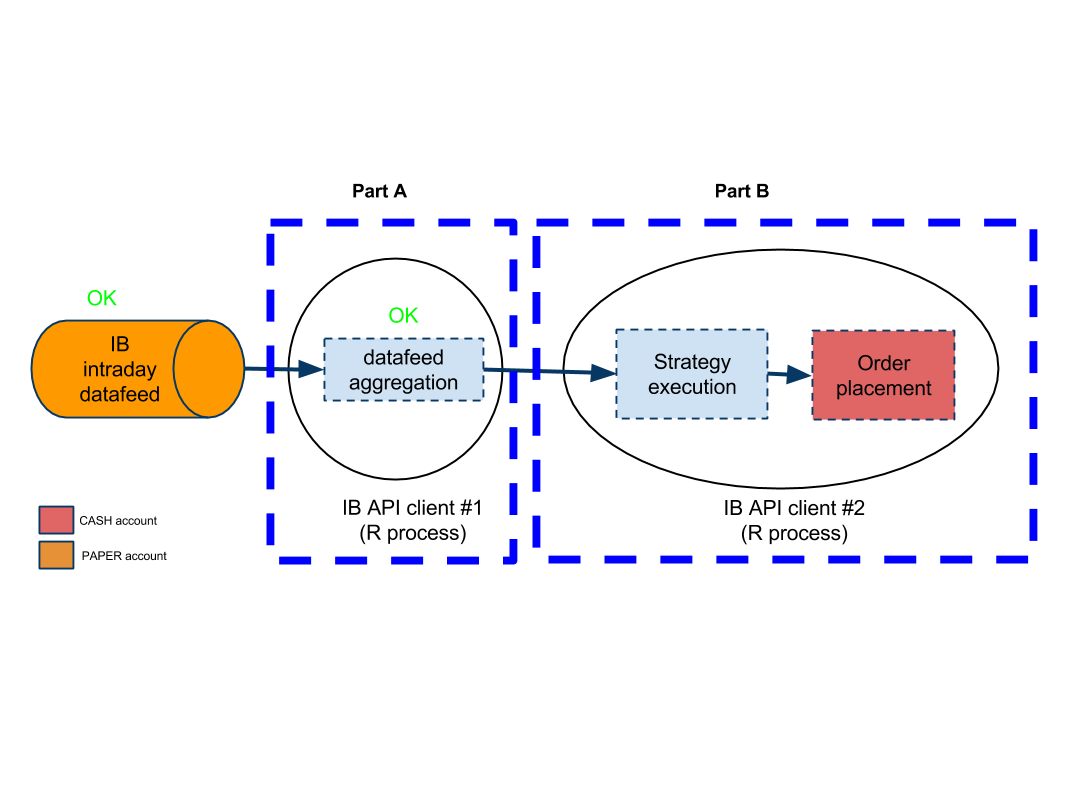 Part A
Part B
OK
IB
intraday
datafeed
OK
datafeed
aggregation
Strategy
execution
Order
placement
IB API client #1
(R process)
IB API client #2
(R process)
CASH account
PAPER account